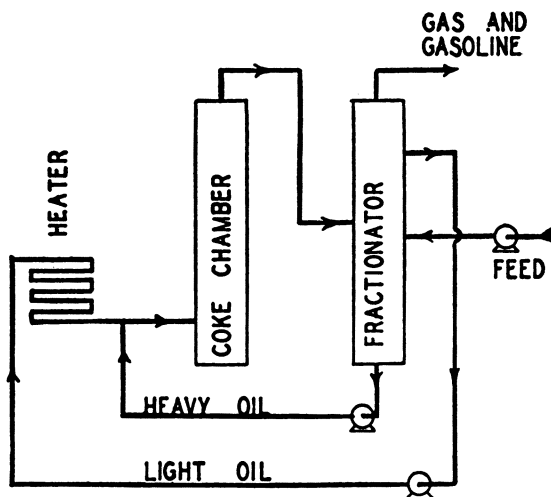 GAS AND
GASOLINE
HEATER
COKE CHAMBER
FRACTIONATOR
FEED
HEAVY OIL
LIGHT OIL